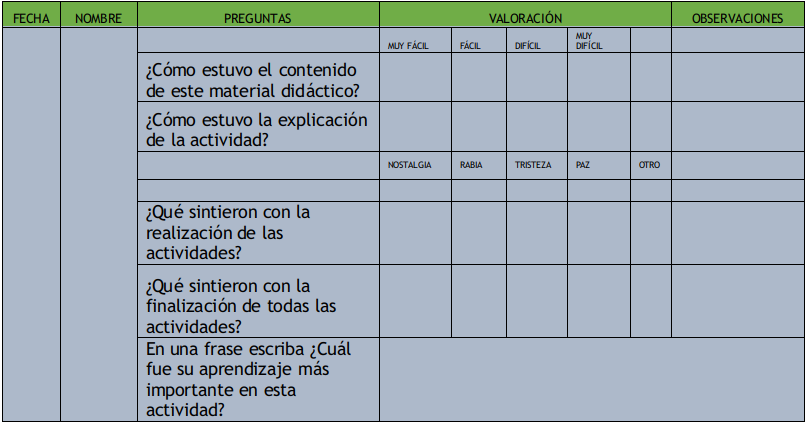 FECHA NOMBRE PREGUNTAS VALORACIÓN OBSERVACIONES
MUY FÁCIL FÁCIL DIFÍCIL MUY DIFÍCIL
¿Cómo estuvo el contenido
de este material didáctico?
¿Cómo estuvo la explicación
de la actividad?
NOSTALGIA RABIA TRISTEZA PAZ OTRO
¿Qué sintieron con la
realización de las
actividades?
¿Qué sintieron con la
finalización de todas las
actividades?
En una frase escriba ¿Cuál
fue su aprendizaje más
importante en esta
actividad?